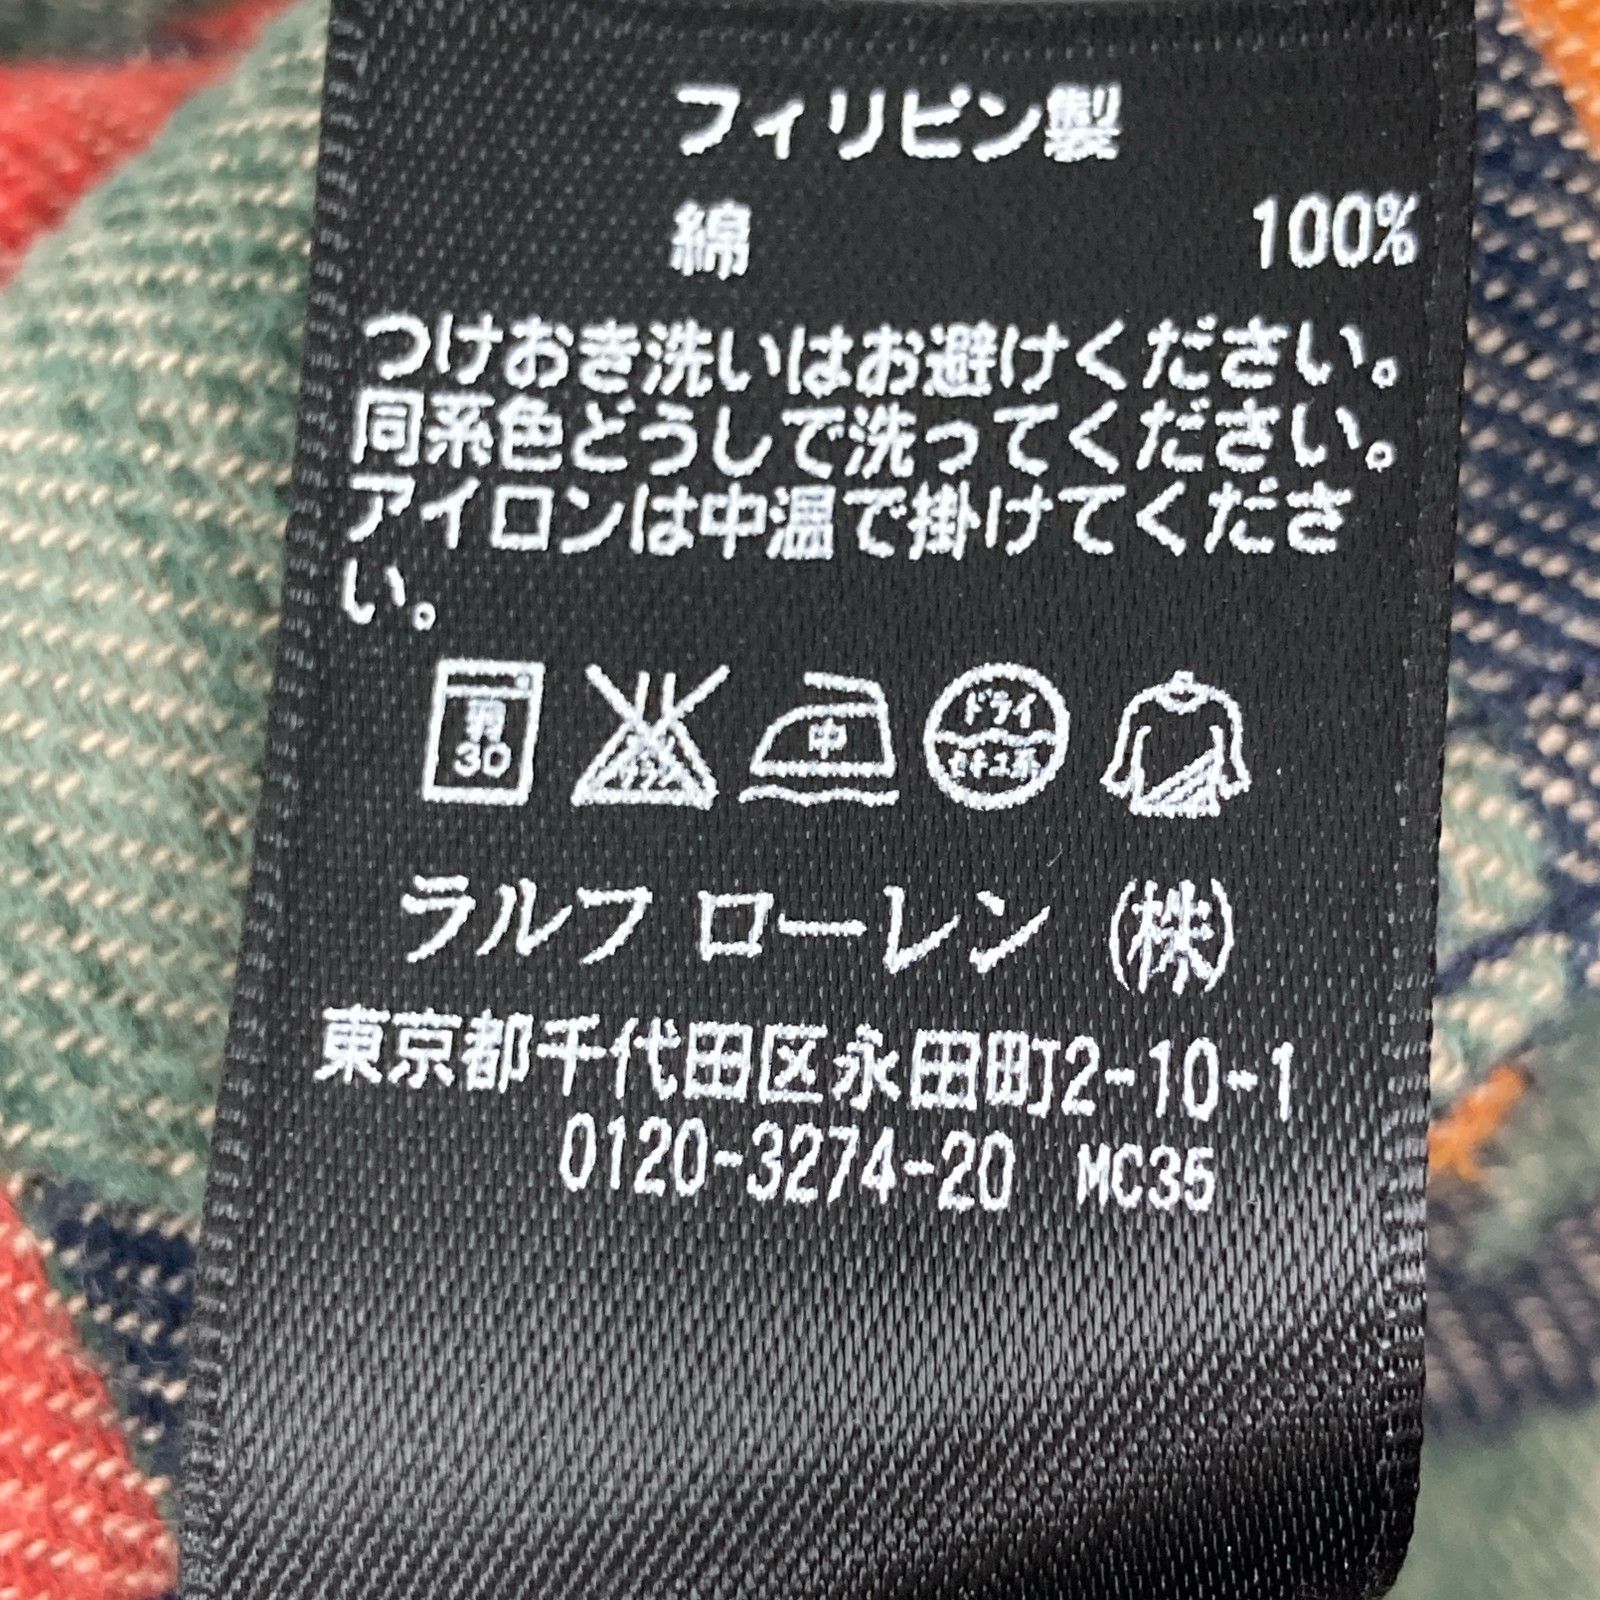 フィリピン製
綿 100%
つけおき洗いはお避けください。
同系色どうしで洗ってください。
アイロンは中温で掛けてくださ
い。
弱 30 中 ドライ セキユ系
ラルフ ローレン ㈱
東京都千代田区永田町2-10-1
0120-3274-20 MC35